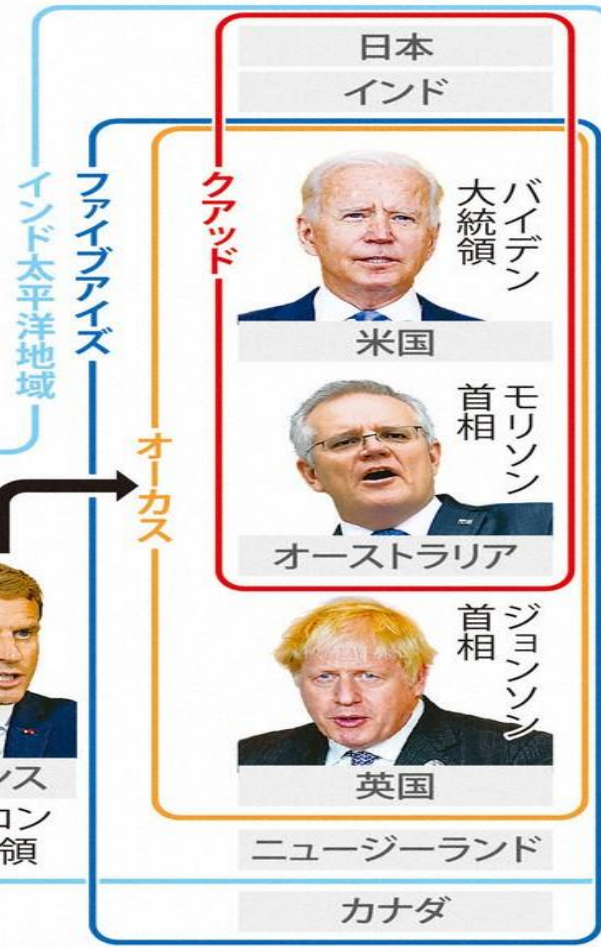 日本
インド
インド太平洋地域
ファイブアイズ
クアッド
バイデン
大統領
米国
モリソン
首相
オーカス
オーストラリア
ジョンソン
首相
英国
ンス
ロン
領
ニュージーランド
カナダ